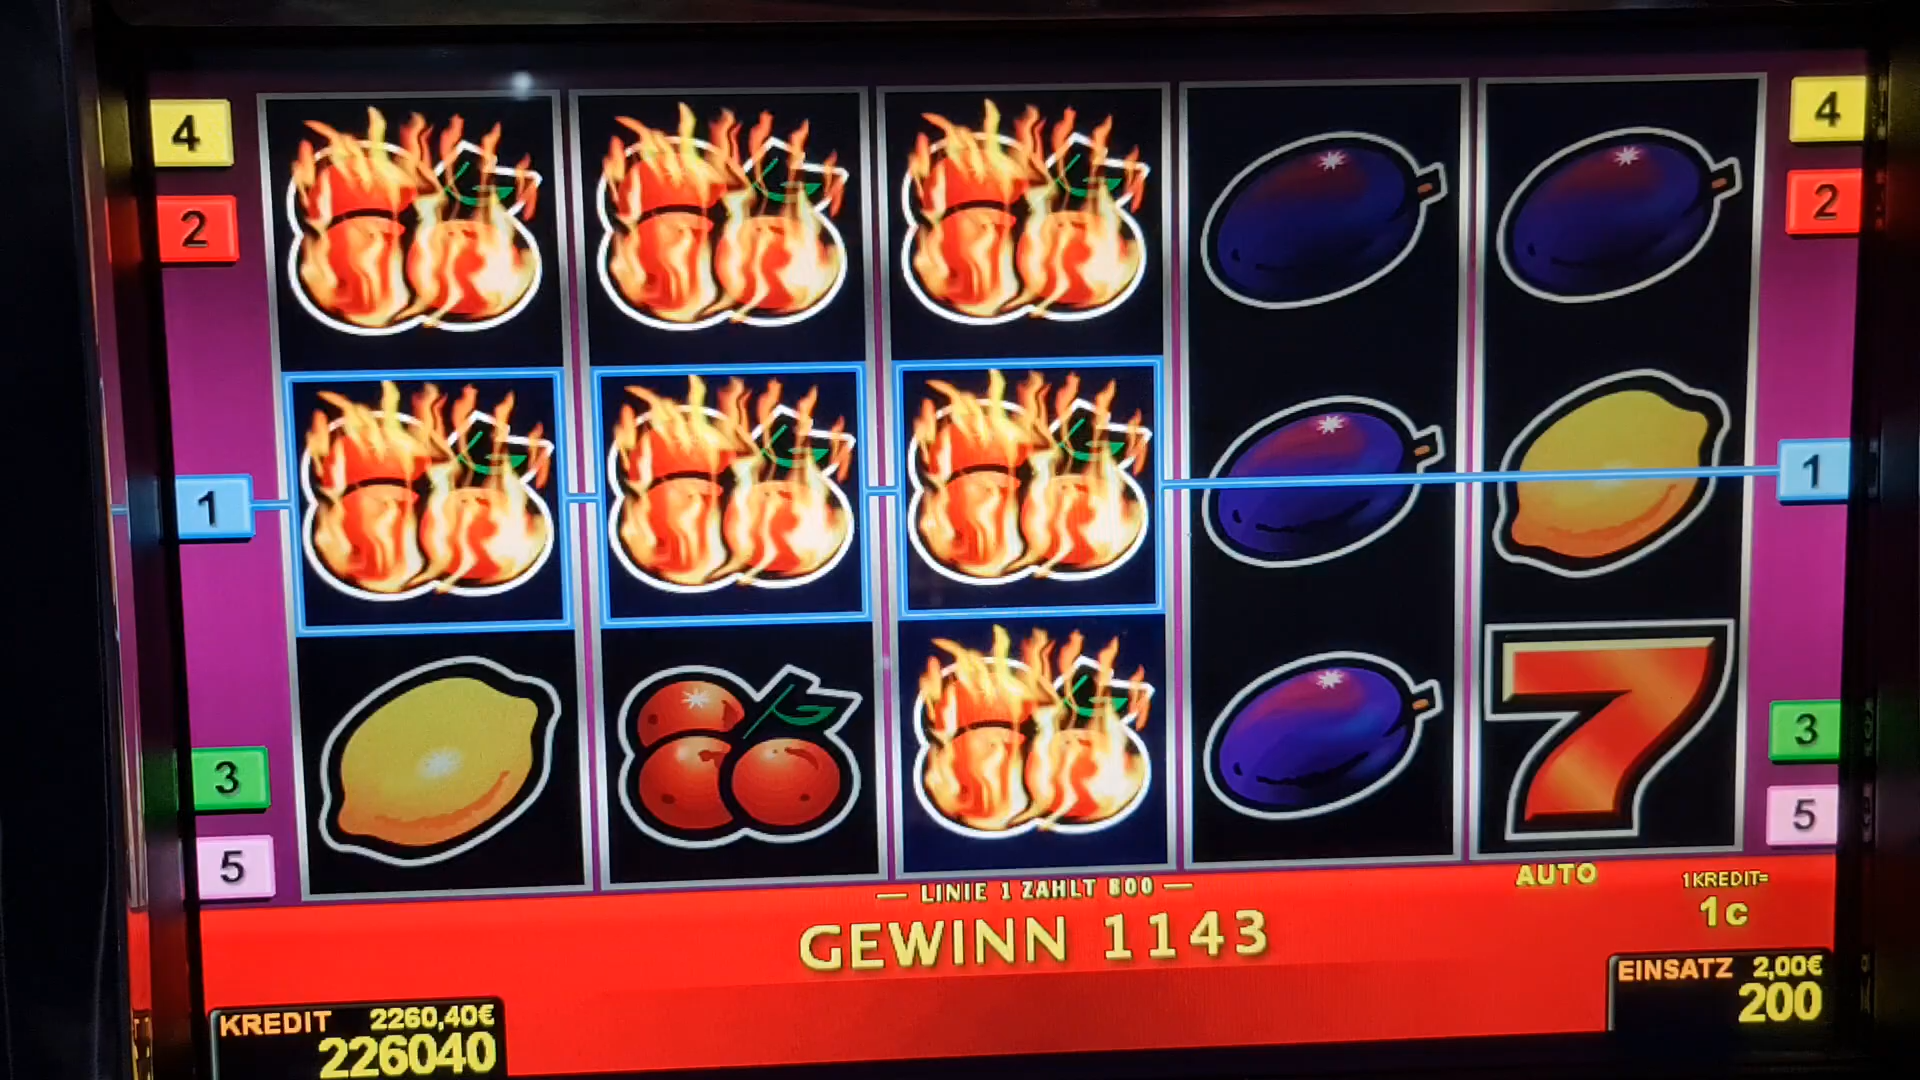 4
4
2
2
1
1
3
3
5
5
7
— LINIE 1 ZAHLT 800 —
AUTO
1KREDIT=
1c
GEWINN 1143
EINSATZ 2,00€
200
KREDIT 2260,40€
226040